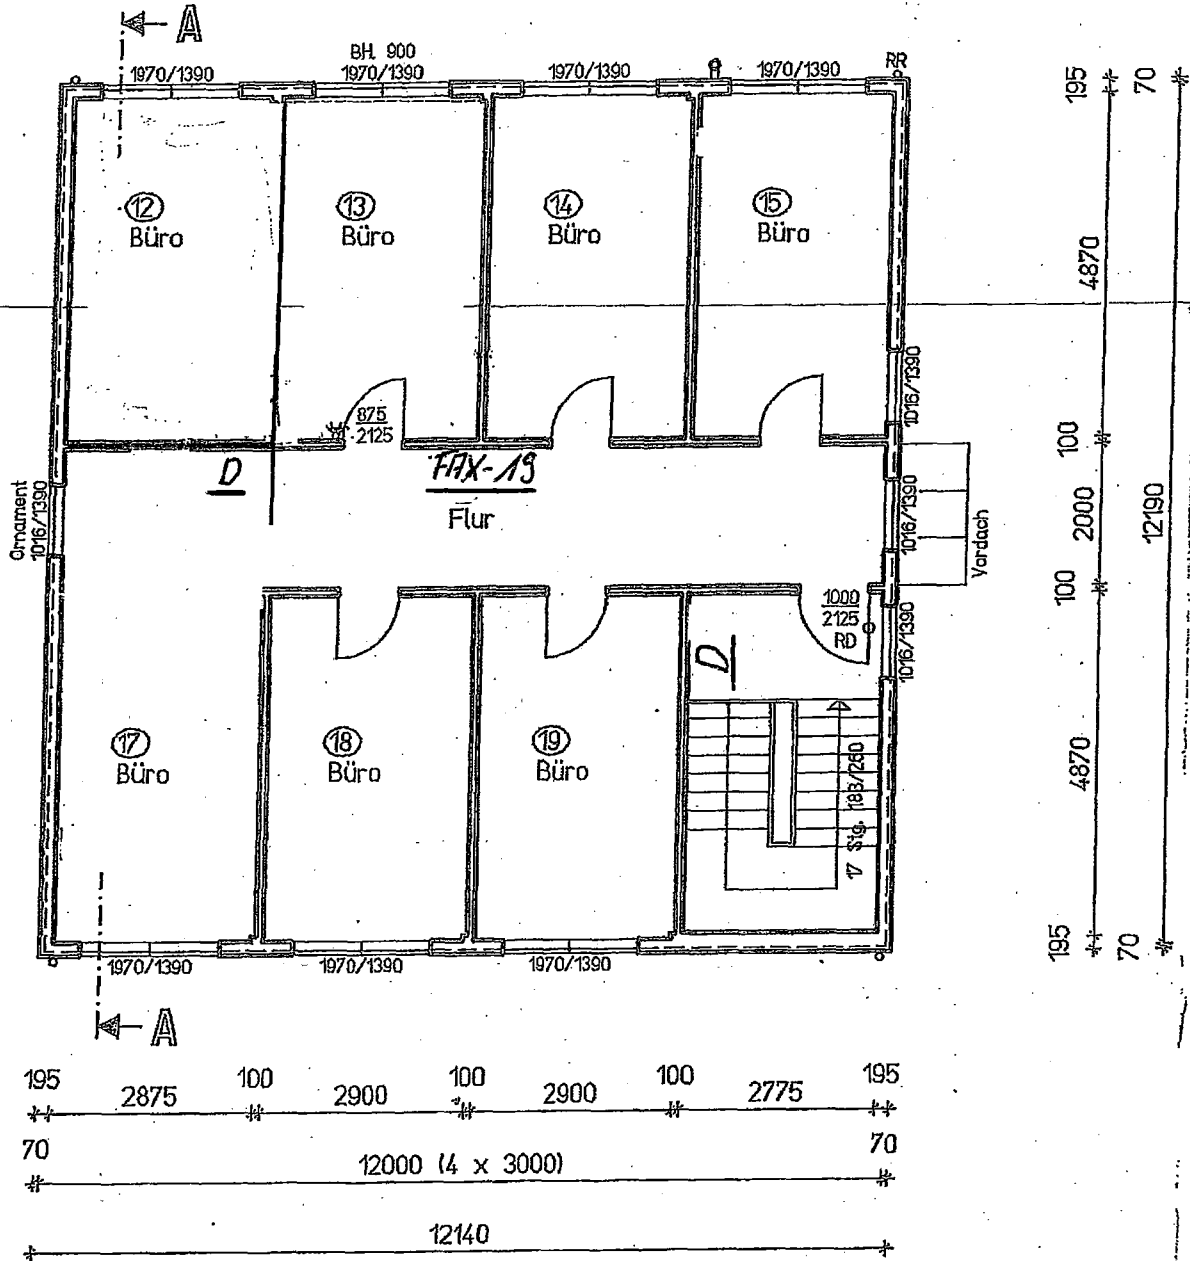 A
BH. 900
1970/1390
1970/1390
1970/1390
1970/1390
RR
195
70
12
Büro
13
Büro
14
Büro
15
Büro
4870
1016/1390
875
2125
100
D
FAX-19
Flur
Ornament
1016/1390
1016/1390
Vordach
2000
12190
100
1000
2125
RD
1016/1390
D
17
Büro
18
Büro
19
Büro
17 Stg. 183/260
4870
1970/1390
1970/1390
1970/1390
195
70
A
195
2875
100
2900
100
2900
100
2775
195
70
12000 (4 x 3000)
70
12140